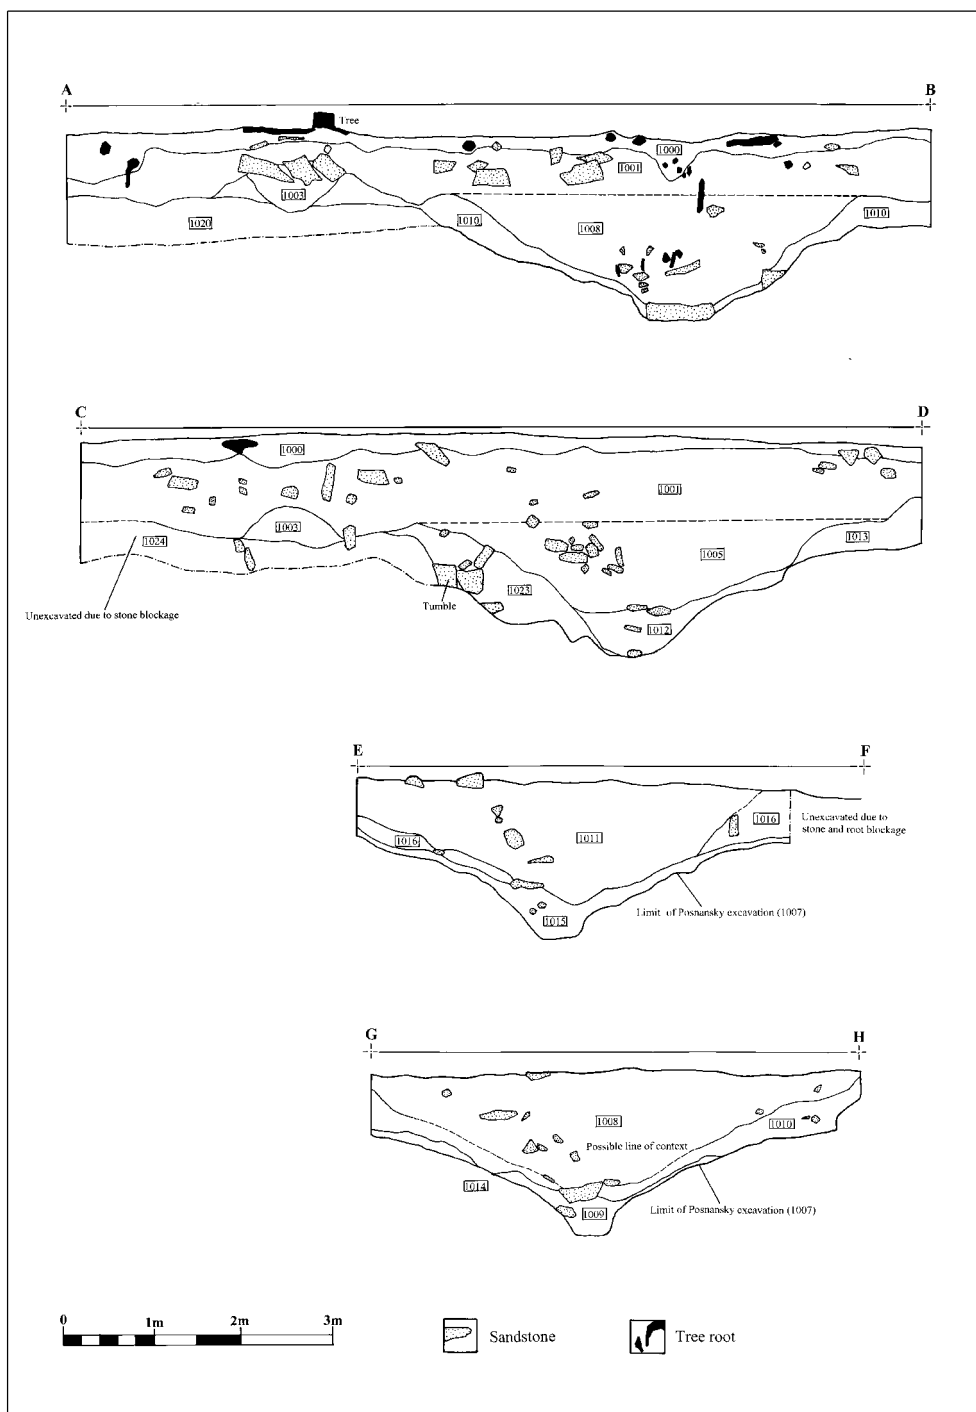 A B
Tree
1000
1001
1003
1020 1010 1008 1010
C D
1000
1001
1003
1024 1013
1005
1023
Unexcavated due to stone blockage Tumble
1012
E F
Unexcavated due to
stone and root blockage
1016
1016 1011
Limit of Posnansky excavation (1007)
1015
G H
1008 1010
Possible line of context
1014
1009 Limit of Posnansky excavation (1007)
0 1m 2m 3m
Sandstone Tree root